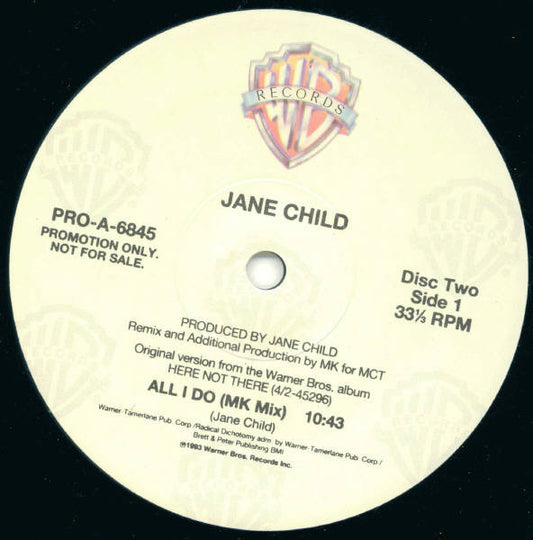 WB
RECORDS
JANE CHILD
PRO-A-6845
PROMOTION ONLY.
NOT FOR SALE.
Disc Two
Side 1
33⅓ RPM
PRODUCED BY JANE CHILD
Remix and Additional Production by MK for MCT
Original version from the Warner Bros. album
HERE NOT THERE (4/2-45296)
ALL I DO (MK Mix) 10:43
(Jane Child)
Warner-Tamerlane Pub. Corp./Radical Dichotomy adm. by Warner-Tamerlane Pub. Corp./
Brett & Peter Publishing BMI
℗1993 Warner Bros. Records Inc.